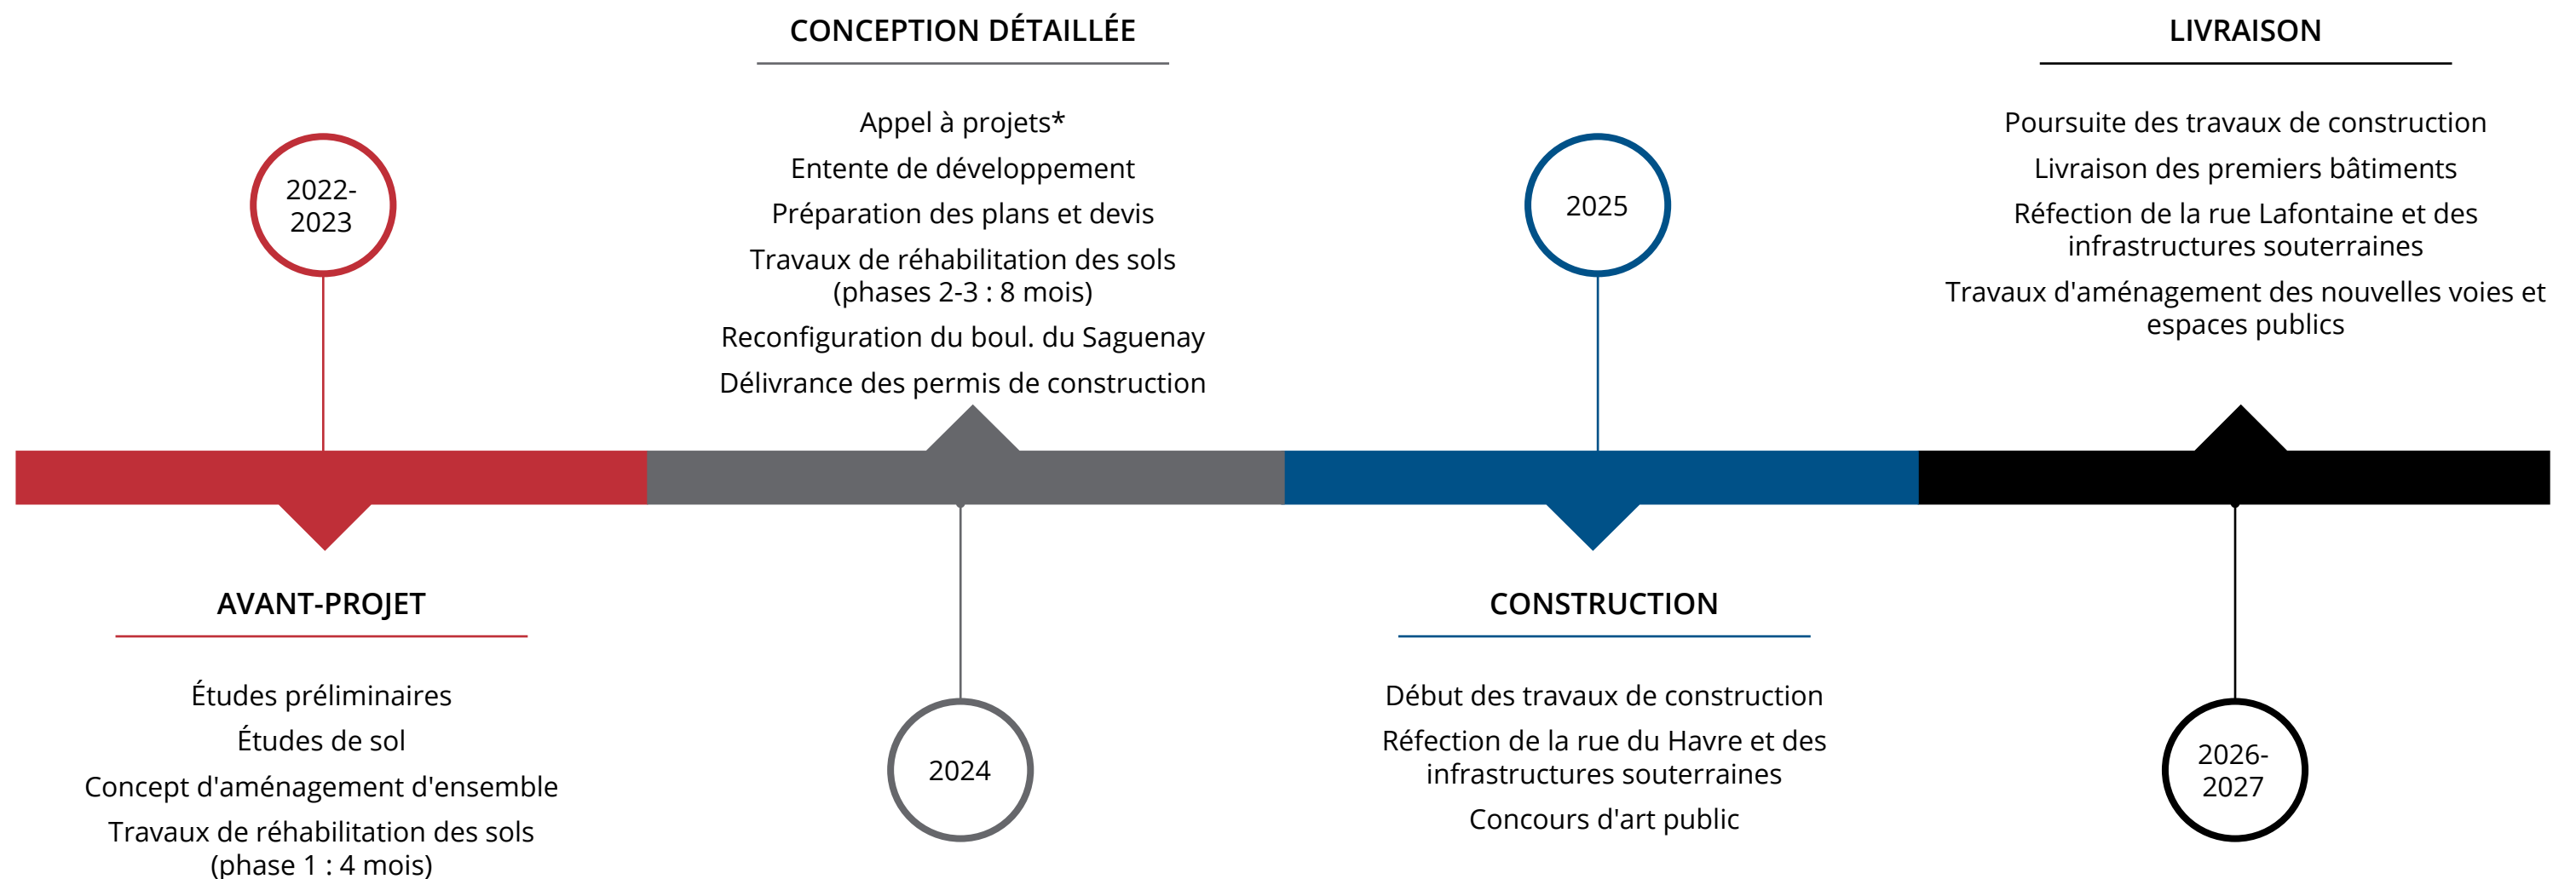 2022-
2023
AVANT-PROJET
Études préliminaires
Études de sol
Concept d'aménagement d'ensemble
Travaux de réhabilitation des sols
(phase 1 : 4 mois)
CONCEPTION DÉTAILLÉE
Appel à projets*
Entente de développement
Préparation des plans et devis
Travaux de réhabilitation des sols
(phases 2-3 : 8 mois)
Reconfiguration du boul. du Saguenay
Délivrance des permis de construction
2024
2025
CONSTRUCTION
Début des travaux de construction
Réfection de la rue du Havre et des
infrastructures souterraines
Concours d'art public
LIVRAISON
Poursuite des travaux de construction
Livraison des premiers bâtiments
Réfection de la rue Lafontaine et des
infrastructures souterraines
Travaux d'aménagement des nouvelles voies et
espaces publics
2026-
2027